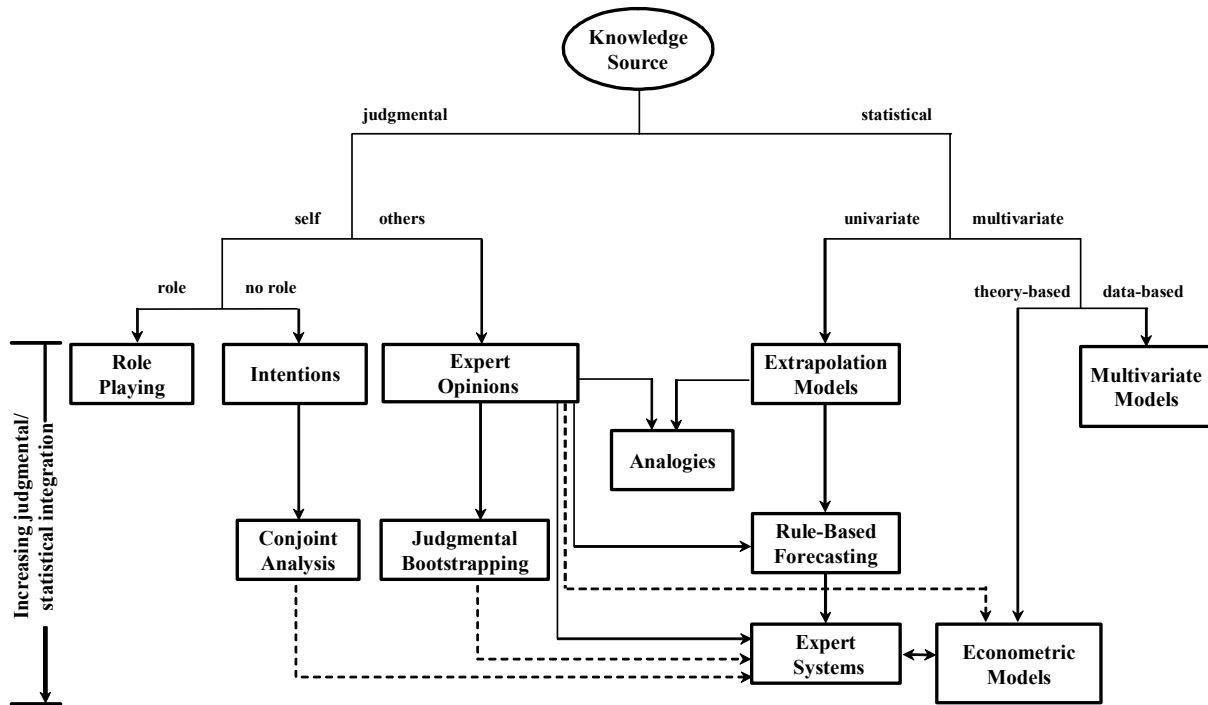 Knowledge
Source
judgmental
statistical
self
others
univariate
multivariate
role
no role
theory-based
data-based
Role
Playing
Intentions
Expert
Opinions
Extrapolation
Models
Multivariate
Models
Analogies
Conjoint
Analysis
Judgmental
Bootstrapping
Rule-Based
Forecasting
Expert
Systems
Econometric
Models
Increasing judgmental/
statistical integration